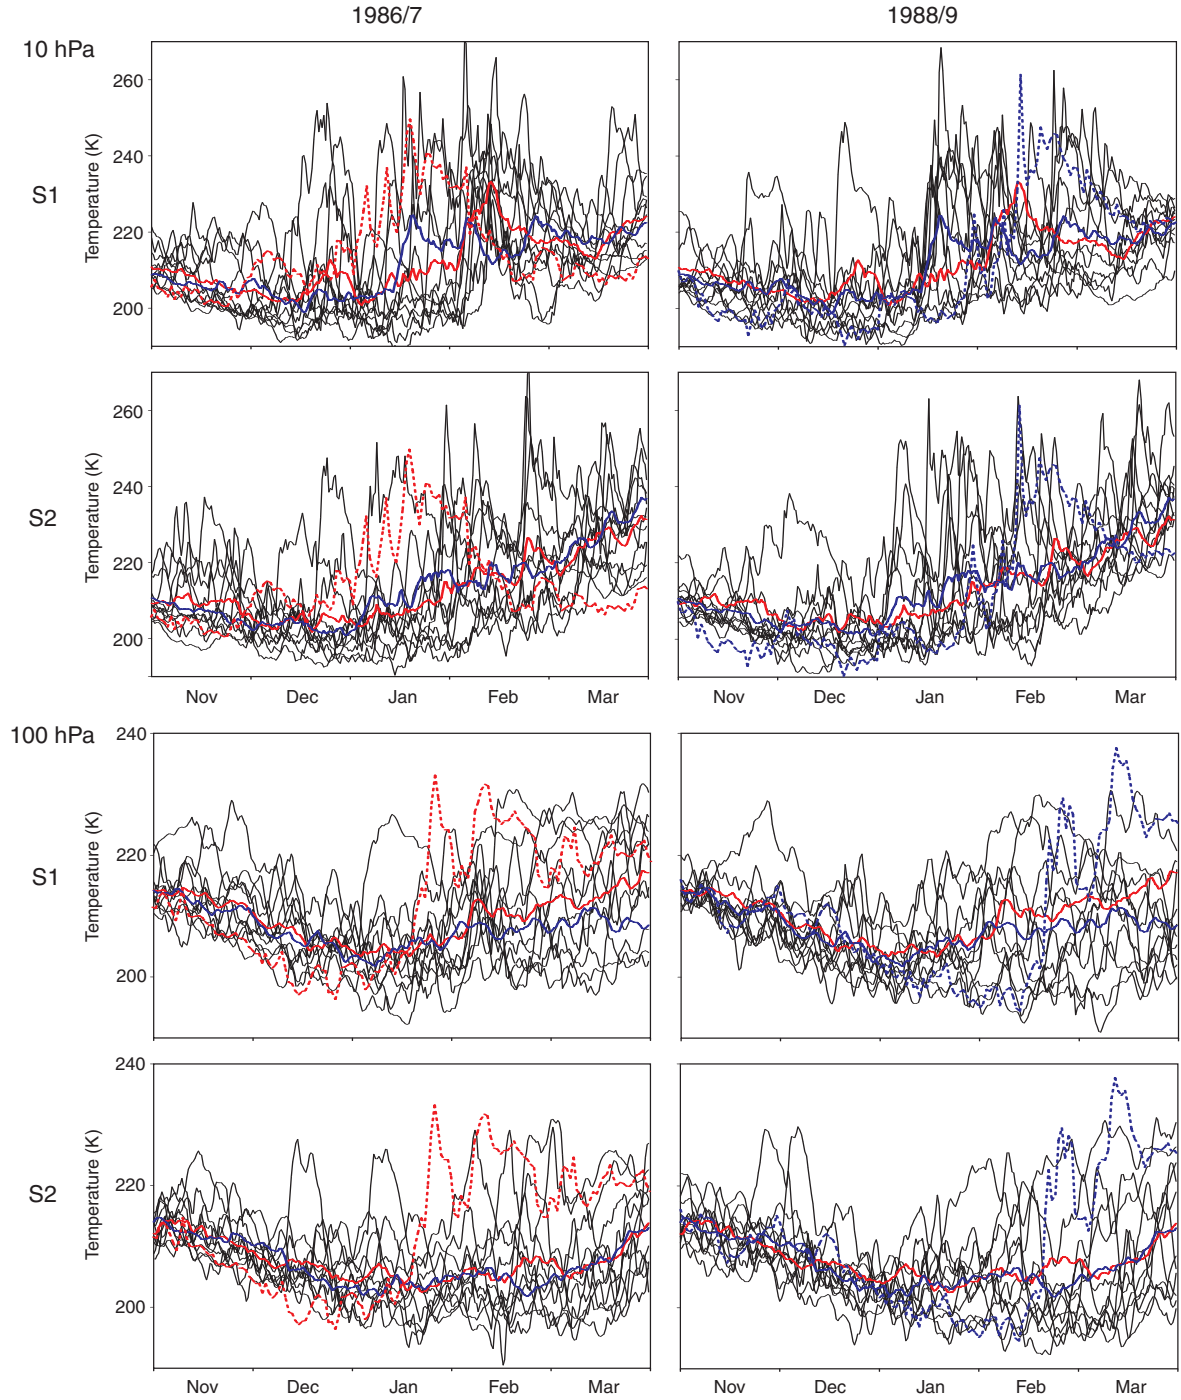 1986/7 1988/9
10 hPa
S1
Temperature (K)
260
240
220
200
S2
Temperature (K)
260
240
220
200
Nov Dec Jan Feb Mar Nov Dec Jan Feb Mar
100 hPa
S1
Temperature (K)
240
220
200
S2
Temperature (K)
240
220
200
Nov Dec Jan Feb Mar Nov Dec Jan Feb Mar